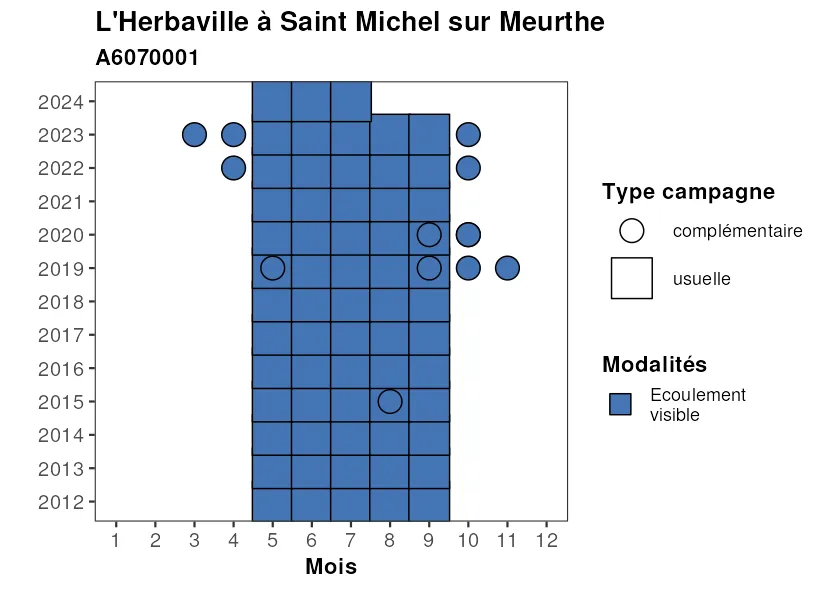 L'Herbaville à Saint Michel sur Meurthe
A6070001
2024
2023
2022
2021
2020
2019
2018
2017
2016
2015
2014
2013
2012
1 2 3 4 5 6 7 8 9 10 11 12
Mois
Type campagne
complémentaire
usuelle
Modalités
Ecoulement
visible